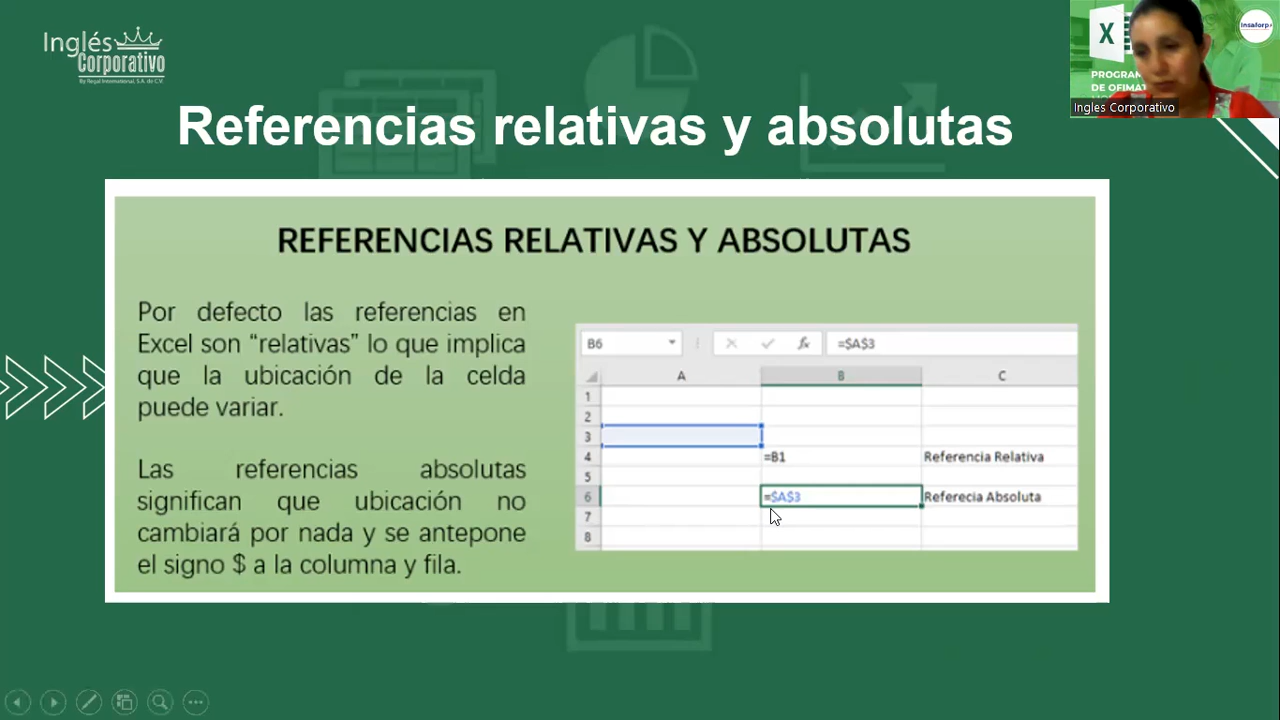 Inglés
Corporativo
By Regal International, S.A. de C.V
Referencias relativas y absolutas
REFERENCIAS RELATIVAS Y ABSOLUTAS
Por defecto las referencias en
Excel son “relativas” lo que implica
que la ubicación de la celda
puede variar.
Las referencias absolutas
significan que ubicación no
cambiará por nada y se antepone
el signo $ a la columna y fila.
B6 fx =$A$3
A B C
1
2
3
4 =B1 Referencia Relativa
5
6 =$A$3 Referecia Absoluta
7
8
X
Insaforp
PROGRAM
DE OFIMAT
Ingles Corporativo